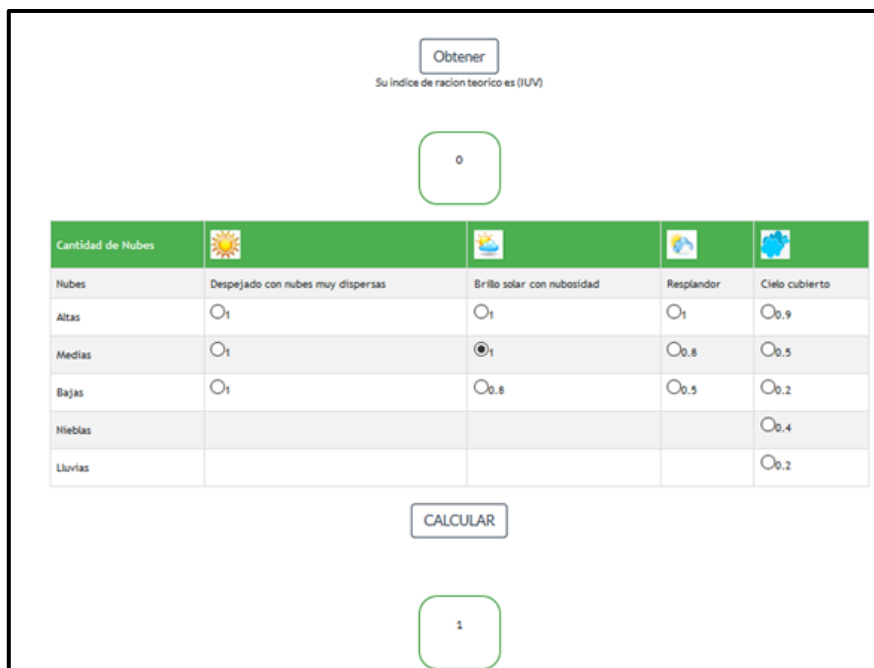 Obtener
Su indice de racion teorico es (IUV)
0
Cantidad de Nubes
Nubes Despejado con nubes muy dispersas Brillo solar con nubosidad Resplandor Cielo cubierto
Altas 1 1 1 0.9
Medias 1 1 0.8 0.5
Bajas 1 0.8 0.5 0.2
Nieblas 0.4
Lluvias 0.2
CALCULAR
1